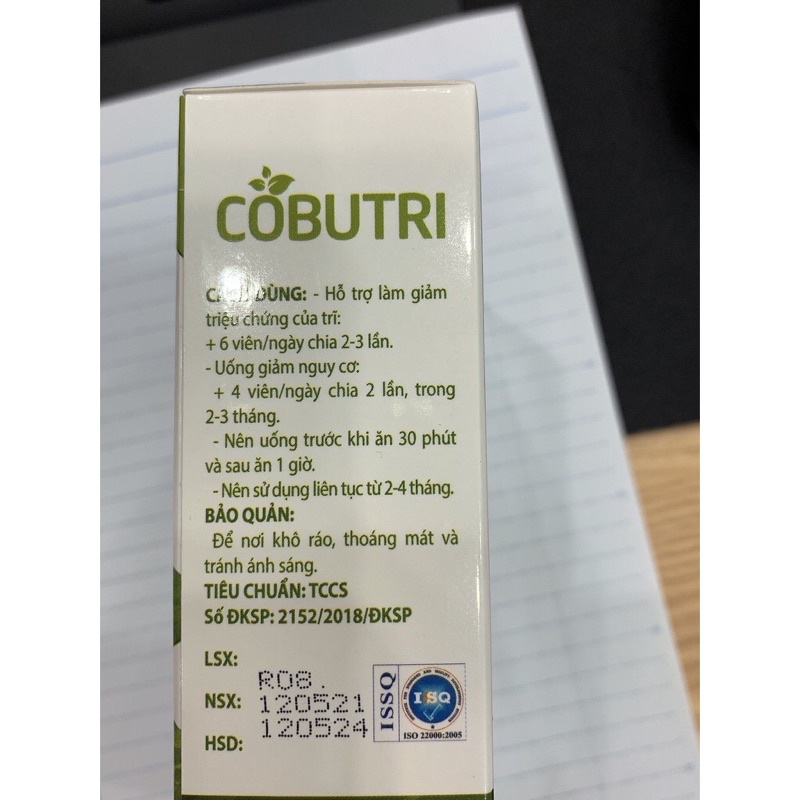 COBUTRI
CÁCH DÙNG: - Hỗ trợ làm giảm
triệu chứng của trĩ:
+ 6 viên/ngày chia 2-3 lần.
- Uống giảm nguy cơ:
+ 4 viên/ngày chia 2 lần, trong
2-3 tháng.
- Nên uống trước khi ăn 30 phút
và sau ăn 1 giờ.
- Nên sử dụng liên tục từ 2-4 tháng.
BẢO QUẢN:
Để nơi khô ráo, thoáng mát và
tránh ánh sáng.
TIÊU CHUẨN: TCCS
Số ĐKSP: 2152/2018/ĐKSP
LSX: R08.
NSX: 120521
HSD: 120524
ISSQ
ISSQ
ISO 22000:2005